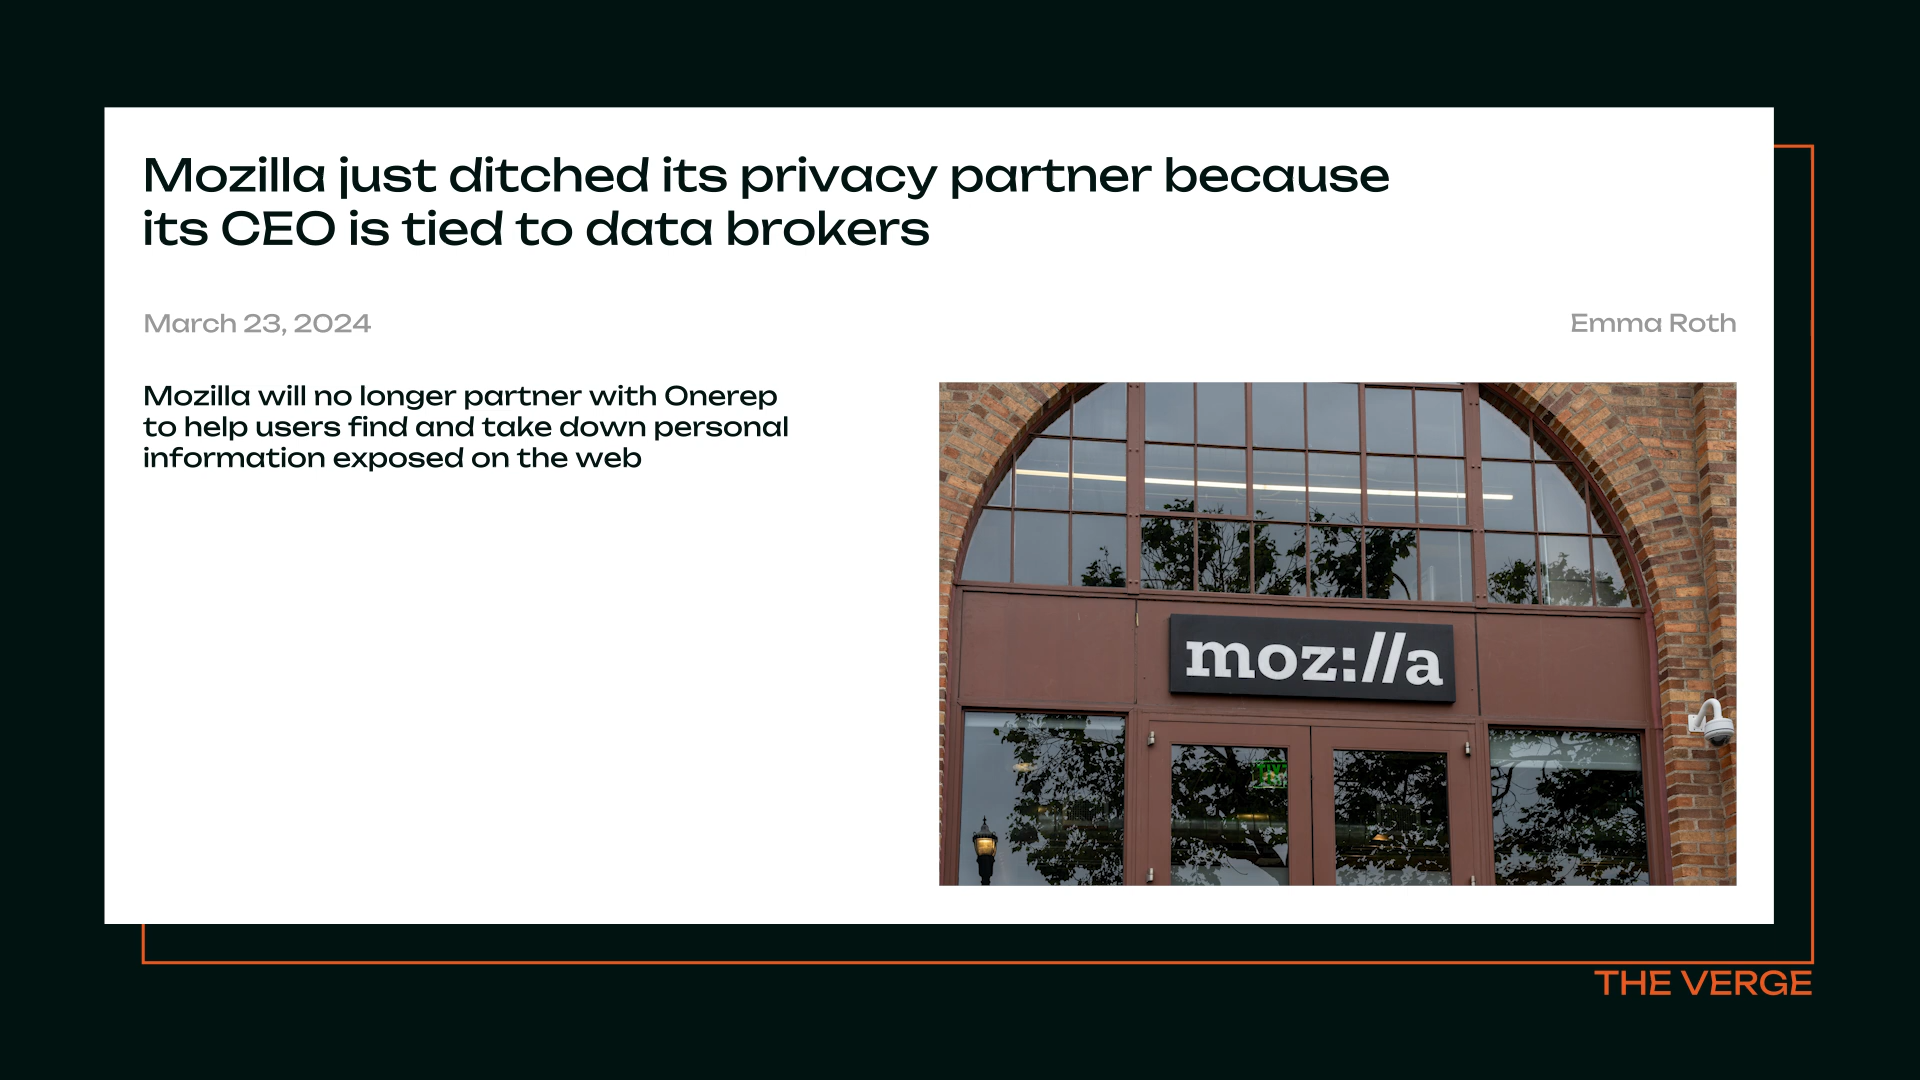 Mozilla just ditched its privacy partner because
its CEO is tied to data brokers
March 23, 2024
Emma Roth
Mozilla will no longer partner with Onerep
to help users find and take down personal
information exposed on the web
moz://a
EXIT
THE VERGE